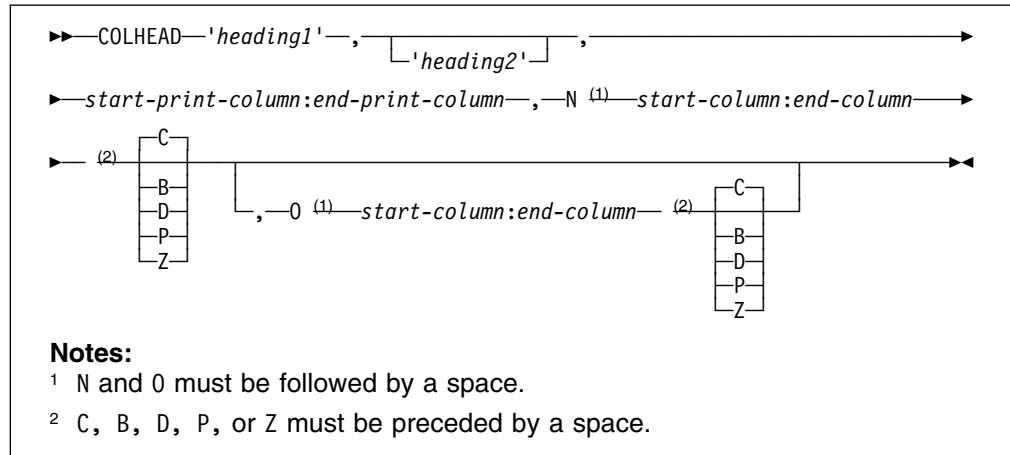 COLHEAD 'heading1' , ,
'heading2'
start-print-column:end-print-column , N (1) start-column:end-column
(2) C
B
D
P
Z
, O (1) start-column:end-column (2) C
B
D
P
Z
Notes:
1 N and O must be followed by a space.
2 C, B, D, P, or Z must be preceded by a space.